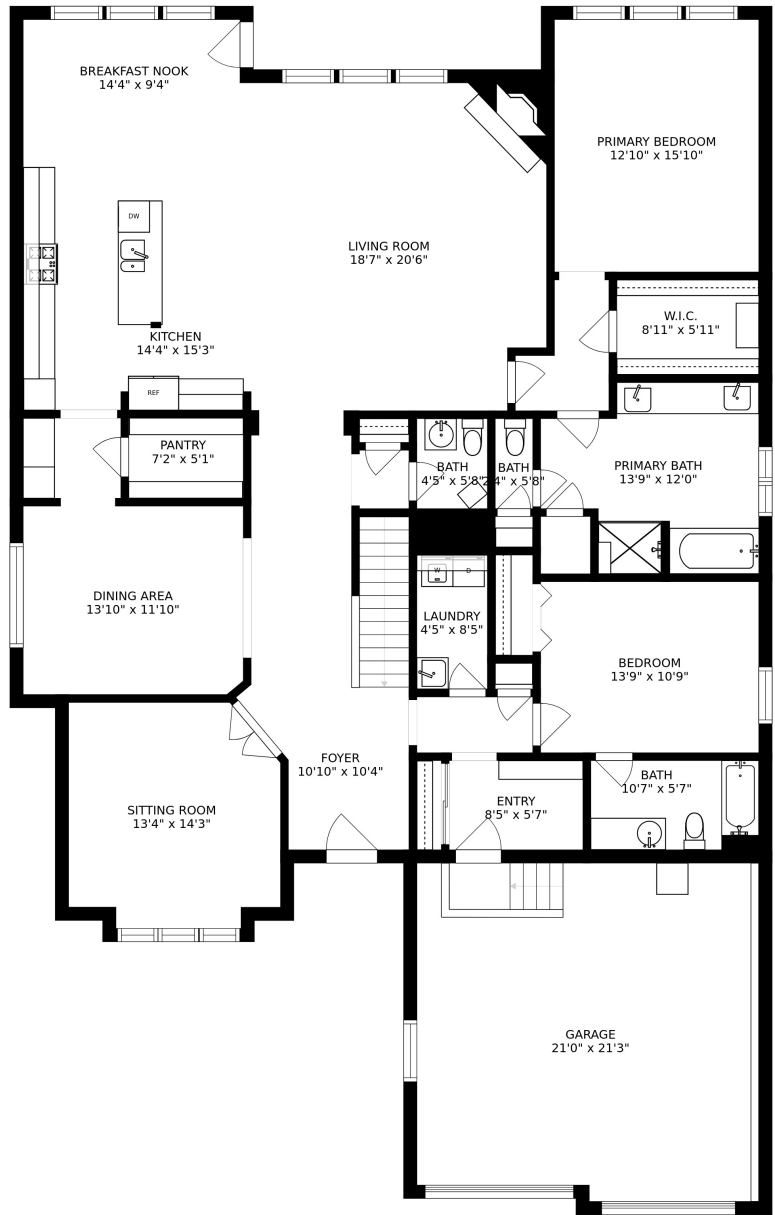 BREAKFAST NOOK
14'4" x 9'4"
PRIMARY BEDROOM
12'10" x 15'10"
DW
LIVING ROOM
18'7" x 20'6"
W.I.C.
8'11" x 5'11"
KITCHEN
14'4" x 15'3"
REF
PANTRY
7'2" x 5'1"
BATH
4'5" x 5'8"
BATH
2'4" x 5'8"
PRIMARY BATH
13'9" x 12'0"
W
D
DINING AREA
13'10" x 11'10"
LAUNDRY
4'5" x 8'5"
BEDROOM
13'9" x 10'9"
FOYER
10'10" x 10'4"
BATH
10'7" x 5'7"
SITTING ROOM
13'4" x 14'3"
ENTRY
8'5" x 5'7"
GARAGE
21'0" x 21'3"